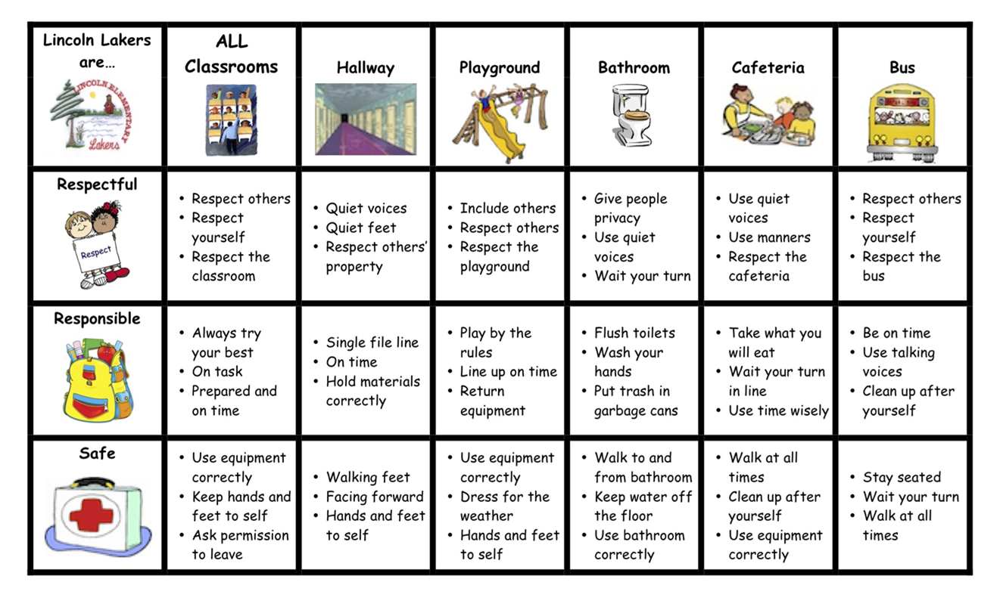 Lincoln Lakers
are…
LINCOLN ELEMENTARY
Lakers
ALL
Classrooms
Hallway
Playground
Bathroom
Cafeteria
Bus
Respectful
Respect
• Respect others
• Respect
yourself
• Respect the
classroom
• Quiet voices
• Quiet feet
• Respect others’
property
• Include others
• Respect others
• Respect the
playground
• Give people
privacy
• Use quiet
voices
• Wait your turn
• Use quiet
voices
• Use manners
• Respect the
cafeteria
• Respect others
• Respect
yourself
• Respect the
bus
Responsible
• Always try
your best
• On task
• Prepared and
on time
• Single file line
• On time
• Hold materials
correctly
• Play by the
rules
• Line up on time
• Return
equipment
• Flush toilets
• Wash your
hands
• Put trash in
garbage cans
• Take what you
will eat
• Wait your turn
in line
• Use time wisely
• Be on time
• Use talking
voices
• Clean up after
yourself
Safe
• Use equipment
correctly
• Keep hands and
feet to self
• Ask permission
to leave
• Walking feet
• Facing forward
• Hands and feet
to self
• Use equipment
correctly
• Dress for the
weather
• Hands and feet
to self
• Walk to and
from bathroom
• Keep water off
the floor
• Use bathroom
correctly
• Walk at all
times
• Clean up after
yourself
• Use equipment
correctly
• Stay seated
• Wait your turn
• Walk at all
times